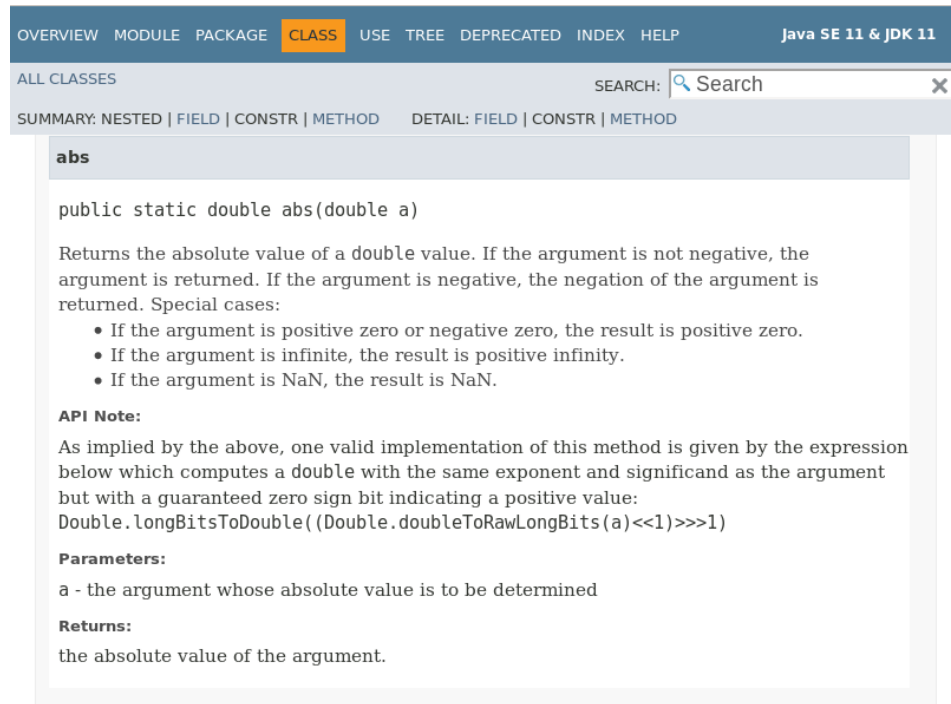 OVERVIEW MODULE PACKAGE CLASS USE TREE DEPRECATED INDEX HELP Java SE 11 & JDK 11
ALL CLASSES SEARCH: Search
SUMMARY: NESTED | FIELD | CONSTR | METHOD DETAIL: FIELD | CONSTR | METHOD
abs
public static double abs(double a)
Returns the absolute value of a double value. If the argument is not negative, the
argument is returned. If the argument is negative, the negation of the argument is
returned. Special cases:
• If the argument is positive zero or negative zero, the result is positive zero.
• If the argument is infinite, the result is positive infinity.
• If the argument is NaN, the result is NaN.
API Note:
As implied by the above, one valid implementation of this method is given by the expression
below which computes a double with the same exponent and significand as the argument
but with a guaranteed zero sign bit indicating a positive value:
Double.longBitsToDouble((Double.doubleToRawLongBits(a)<<1)>>>1)
Parameters:
a - the argument whose absolute value is to be determined
Returns:
the absolute value of the argument.